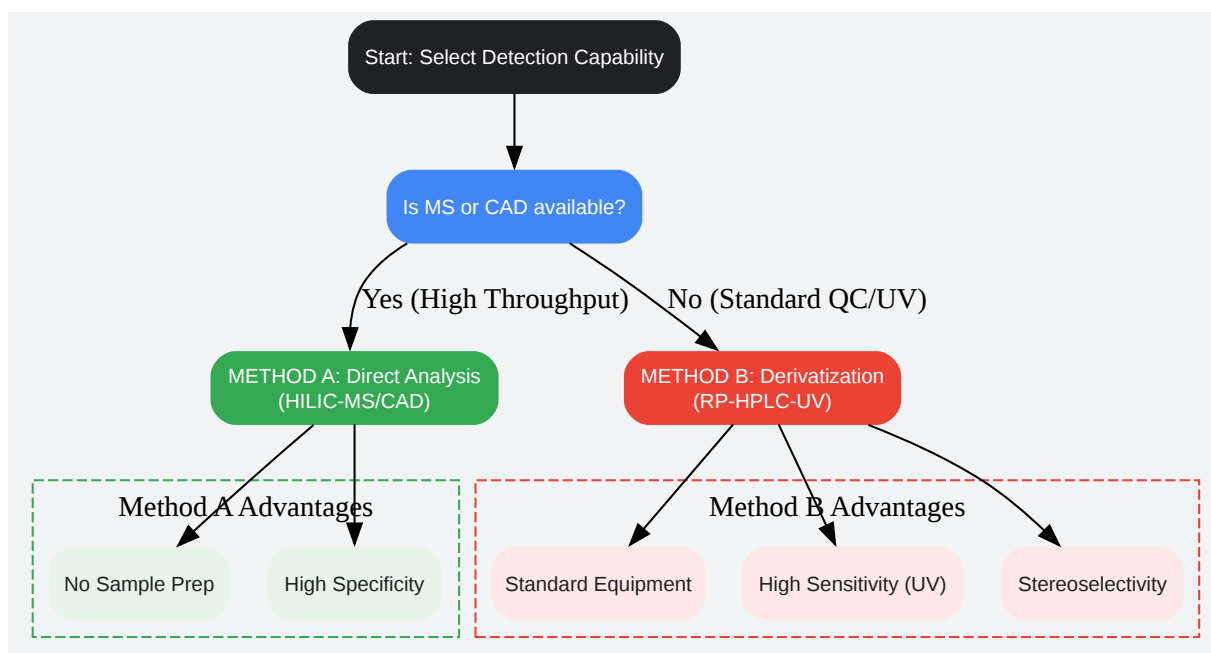 Start: Select Detection Capability
Is MS or CAD available?
Yes (High Throughput)
No (Standard QC/UV)
METHOD A: Direct Analysis
(HILIC-MS/CAD)
METHOD B: Derivatization
(RP-HPLC-UV)
Method A Advantages
Method B Advantages
No Sample Prep
High Specificity
Standard Equipment
High Sensitivity (UV)
Stereoselectivity